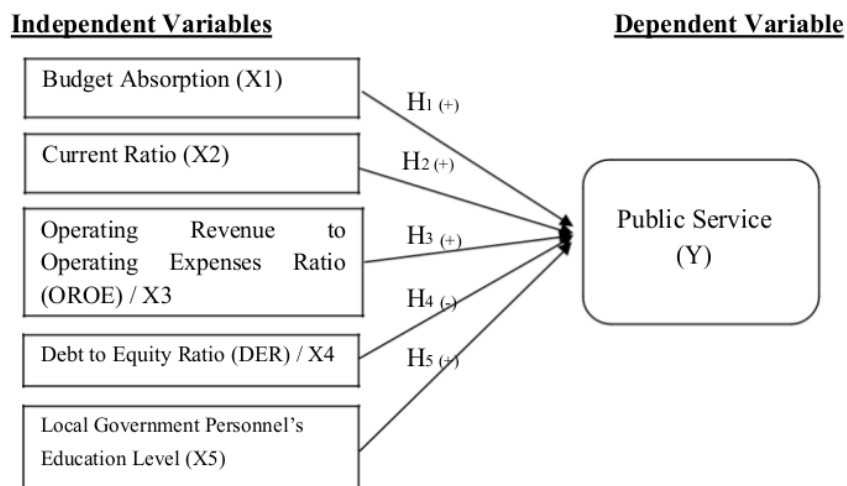 Independent Variables
Dependent Variable
Budget Absorption (X1)
H1 (+)
Current Ratio (X2)
H2 (+)
Operating Revenue to
Operating Expenses Ratio
(OROE) / X3
H3 (+)
Public Service
(Y)
H4 (-)
Debt to Equity Ratio (DER) / X4
H5 (+)
Local Government Personnel’s
Education Level (X5)